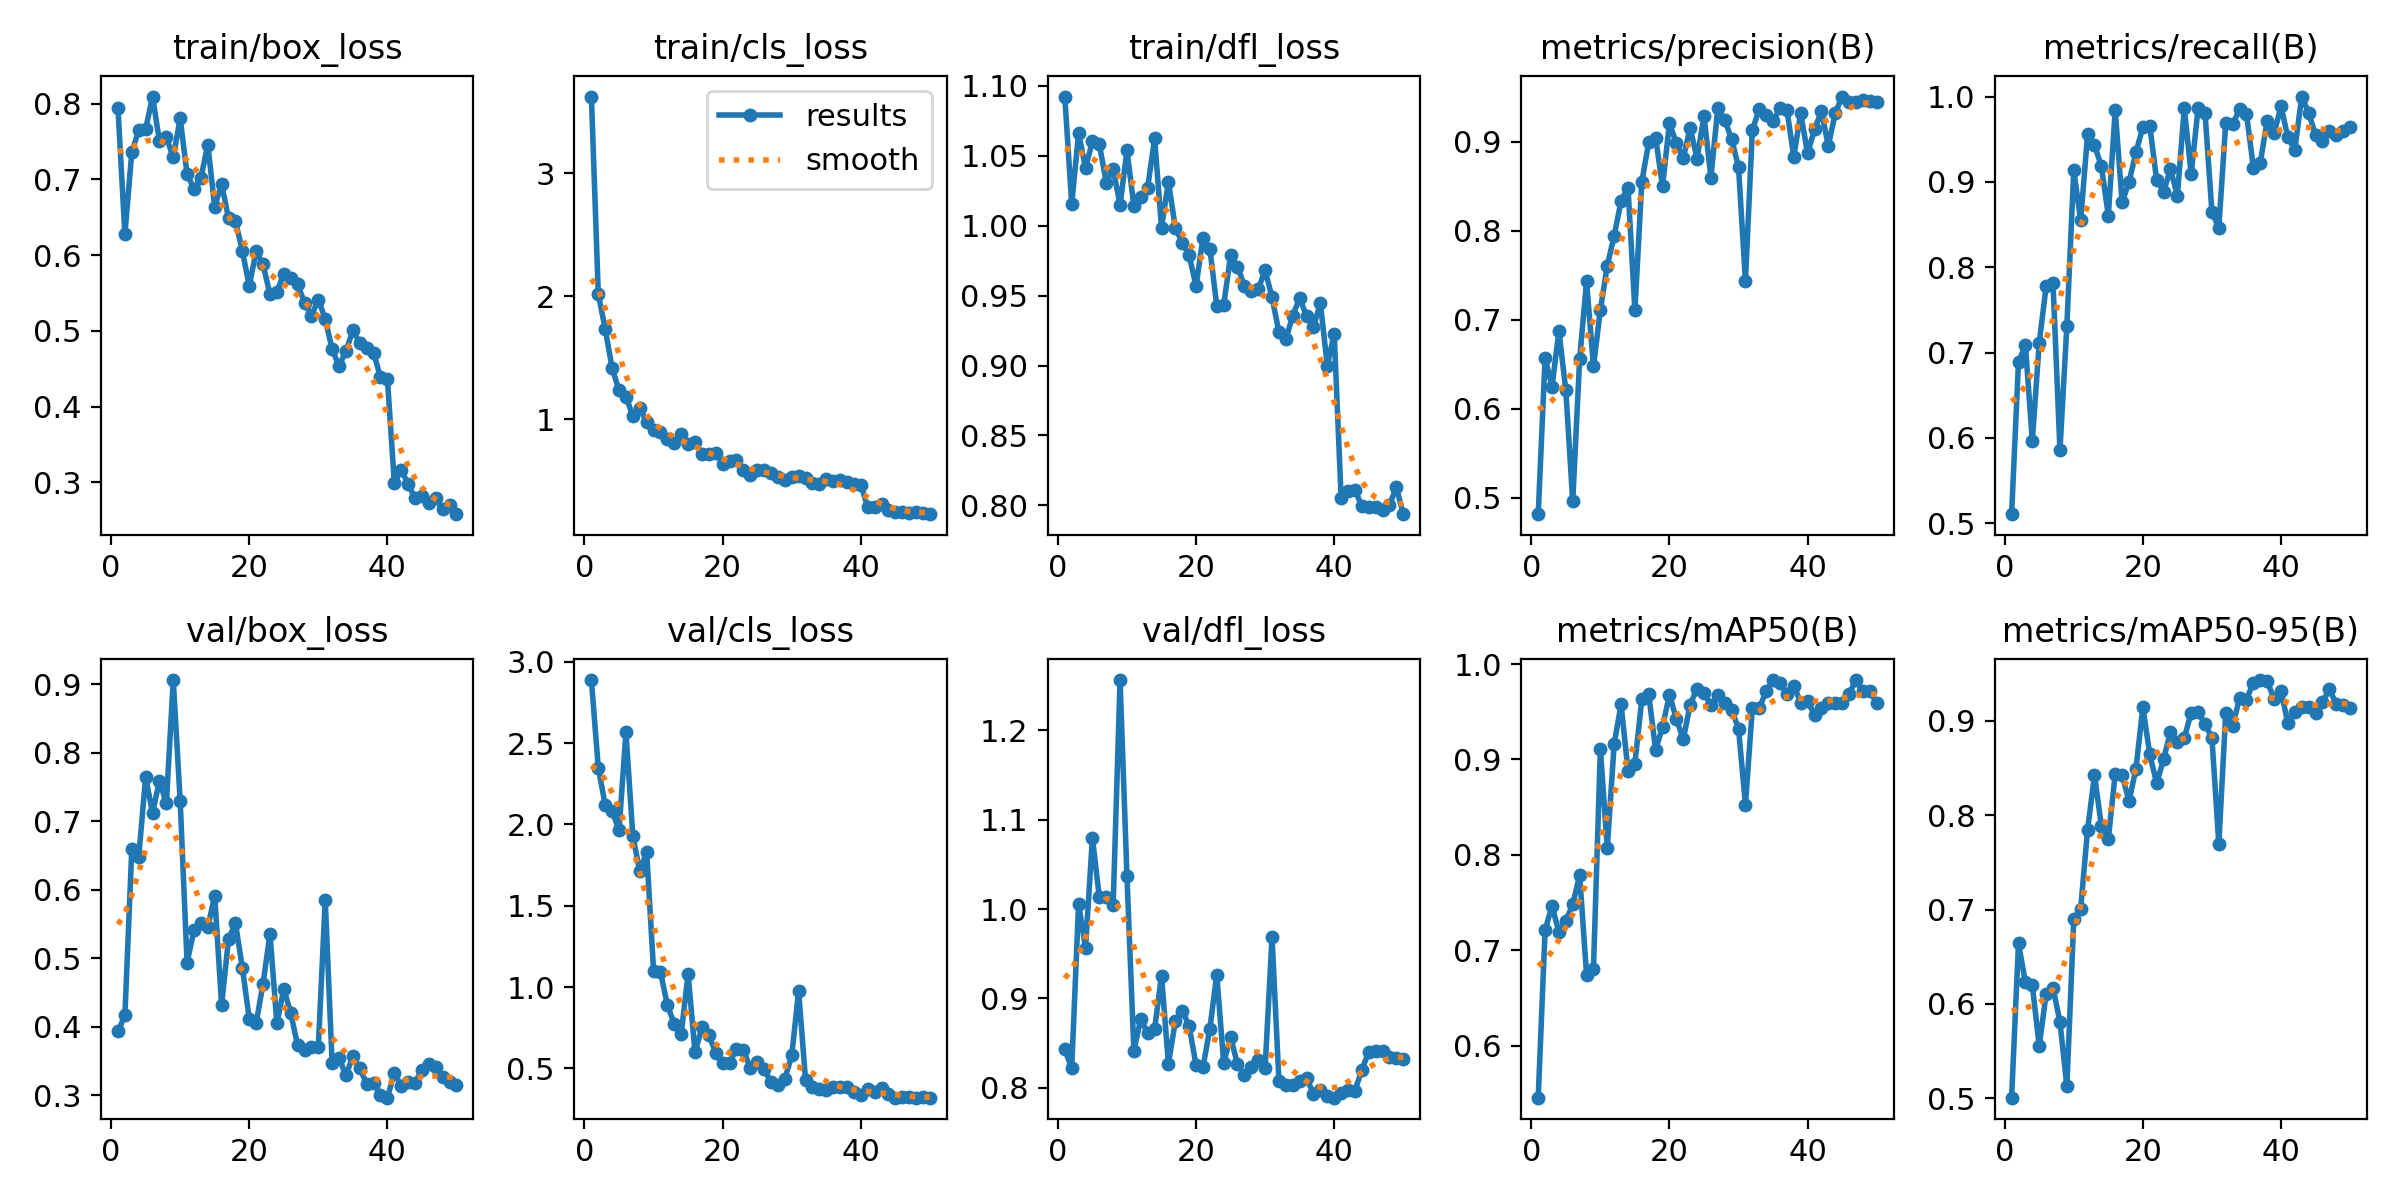 train/box_loss
train/cls_loss
train/dfl_loss
metrics/precision(B)
metrics/recall(B)
0.8
0.7
0.6
0.5
0.4
0.3
0 20 40
results
smooth
3
2
1
0 20 40
1.10
1.05
1.00
0.95
0.90
0.85
0.80
0 20 40
0.9
0.8
0.7
0.6
0.5
0 20 40
1.0
0.9
0.8
0.7
0.6
0.5
0 20 40
val/box_loss
val/cls_loss
val/dfl_loss
metrics/mAP50(B)
metrics/mAP50-95(B)
0.9
0.8
0.7
0.6
0.5
0.4
0.3
0 20 40
3.0
2.5
2.0
1.5
1.0
0.5
0 20 40
1.2
1.1
1.0
0.9
0.8
0 20 40
1.0
0.9
0.8
0.7
0.6
0 20 40
0.9
0.8
0.7
0.6
0.5
0 20 40